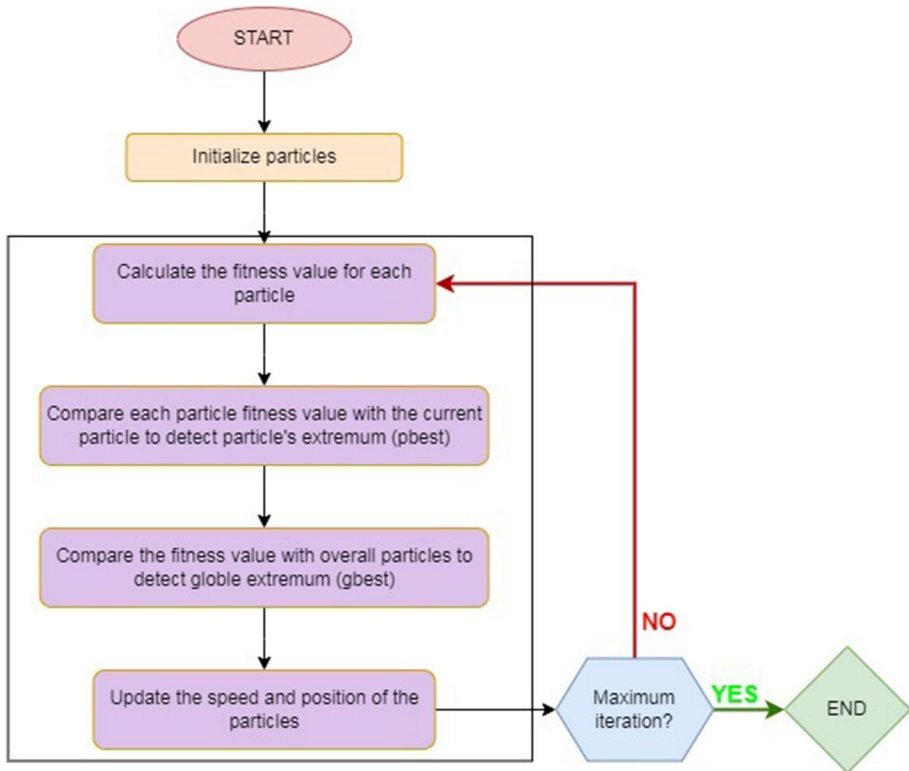 START
Initialize particles
Calculate the fitness value for each
particle
Compare each particle fitness value with the current
particle to detect particle's extremum (pbest)
Compare the fitness value with overall particles to
detect globle extremum (gbest)
Update the speed and position of the
particles
NO
Maximum
iteration?
YES
END